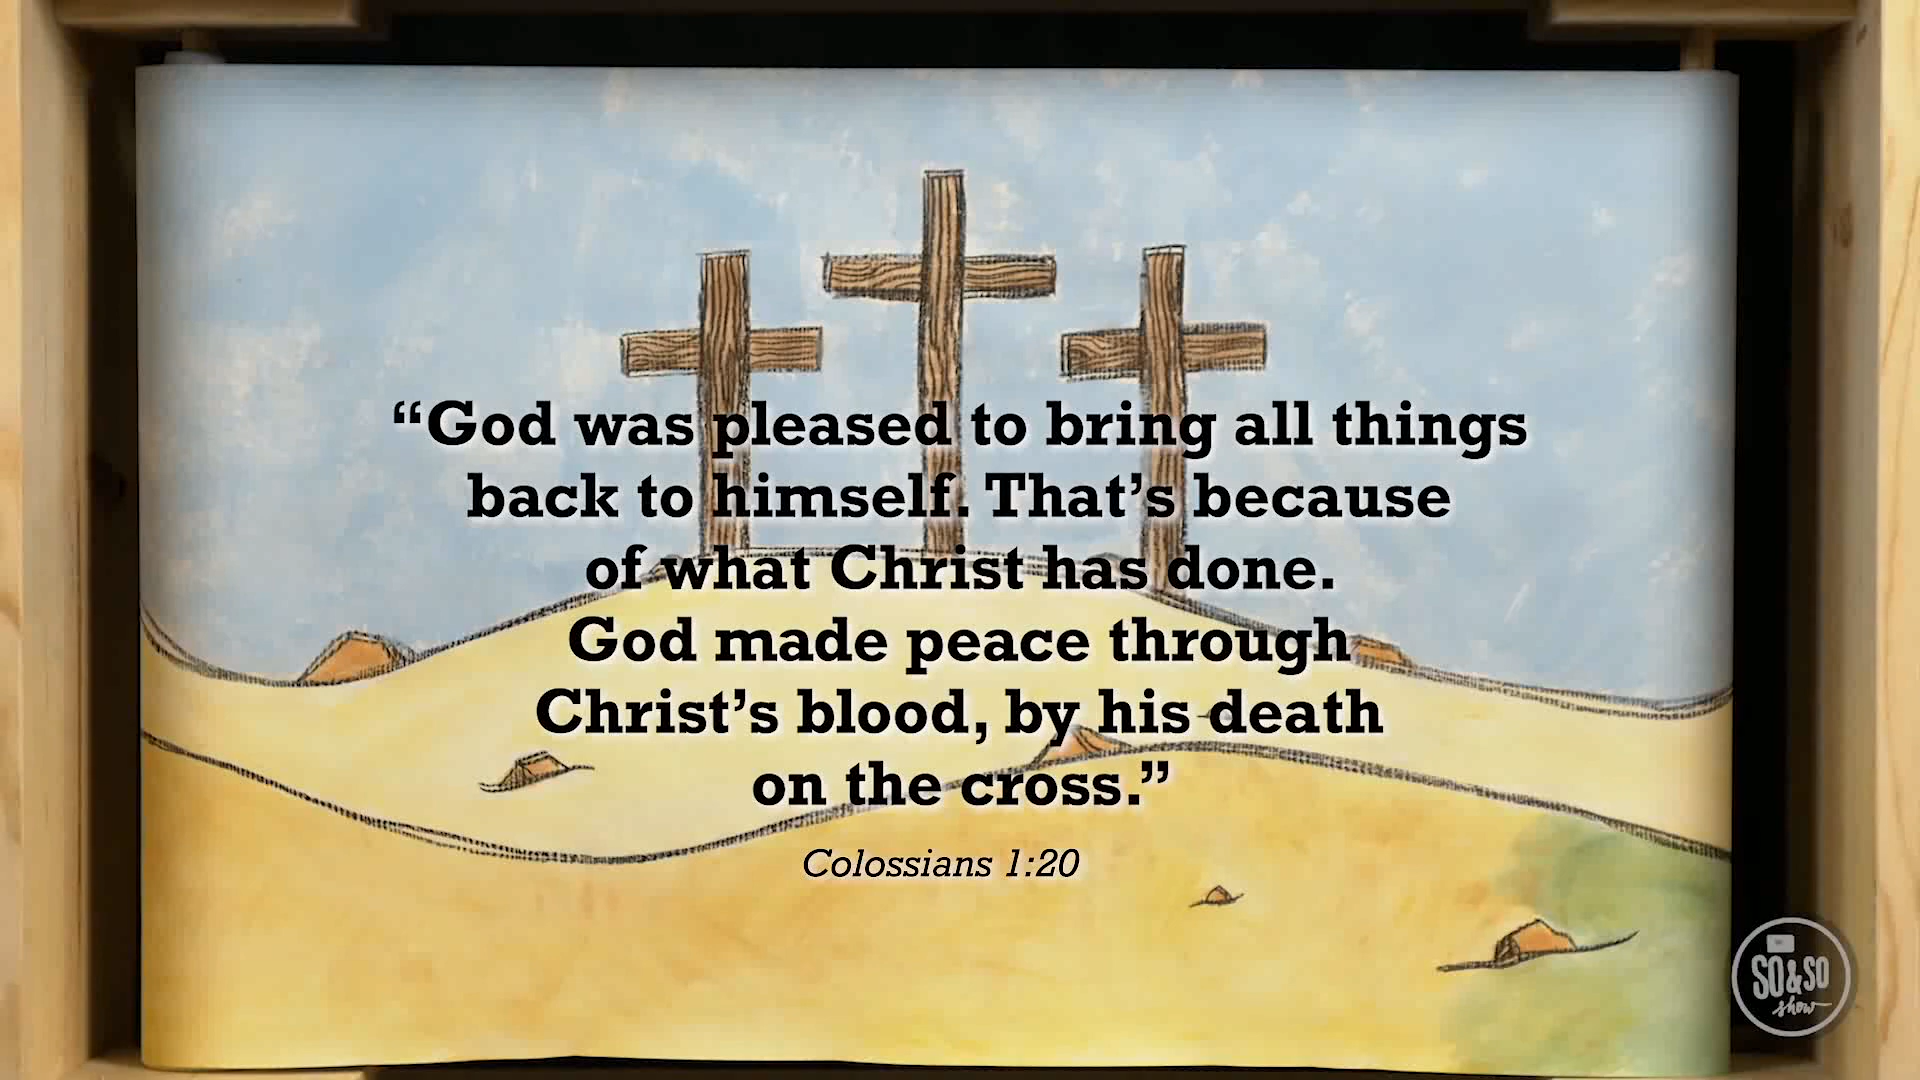 “God was pleased to bring all things
back to himself. That’s because
of what Christ has done.
God made peace through
Christ’s blood, by his death
on the cross.”
Colossians 1:20
SO & SO
show